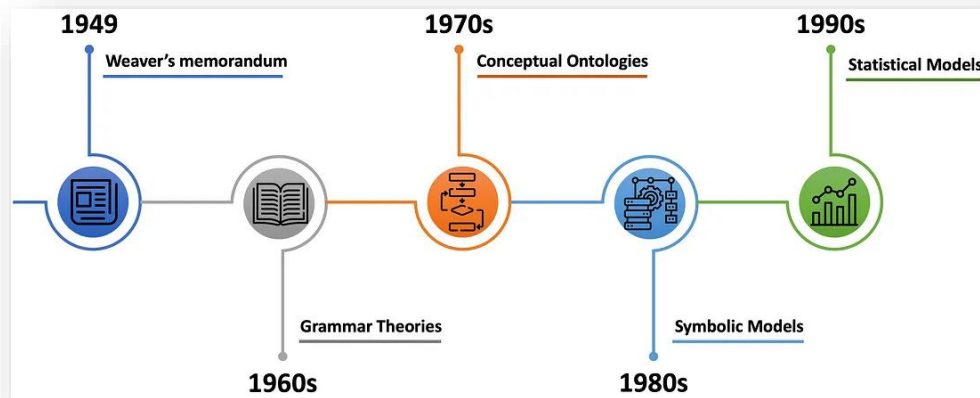 1949
Weaver's memorandum
1960s
Grammar Theories
1970s
Conceptual Ontologies
1980s
Symbolic Models
1990s
Statistical Models